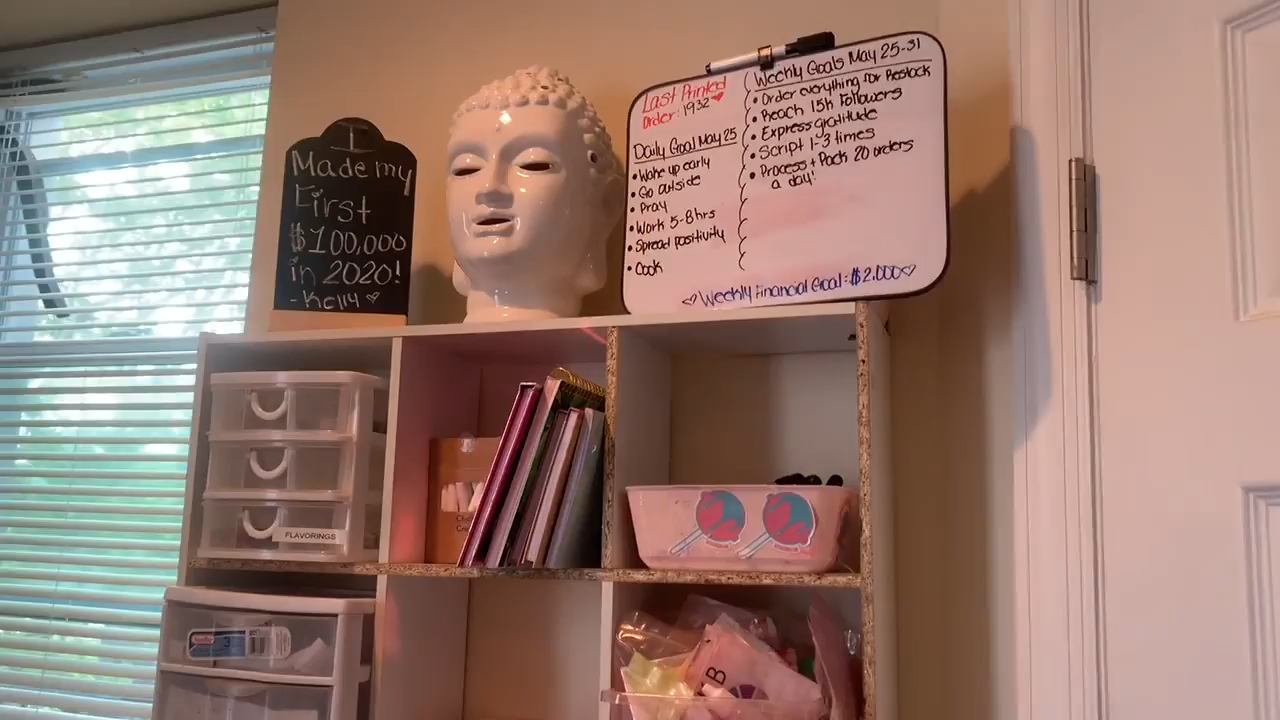 I
Made my
First
$100,000
in 2020!
-Kelly
Last Printed
Order: 1932
Daily Goal May 25
• Wake up early
• Go outside
• Pray
• Work 5-8hrs
• Spread positivity
• Cook
Weekly Goals May 25-31
• Order everything for Restock
• Reach 15k Followers
• Express gratitude
• Script 1-3 times
• Process + Pack 20 orders
a day!
Weekly Financial Goal: $2,000
FLAVORINGS
3
B